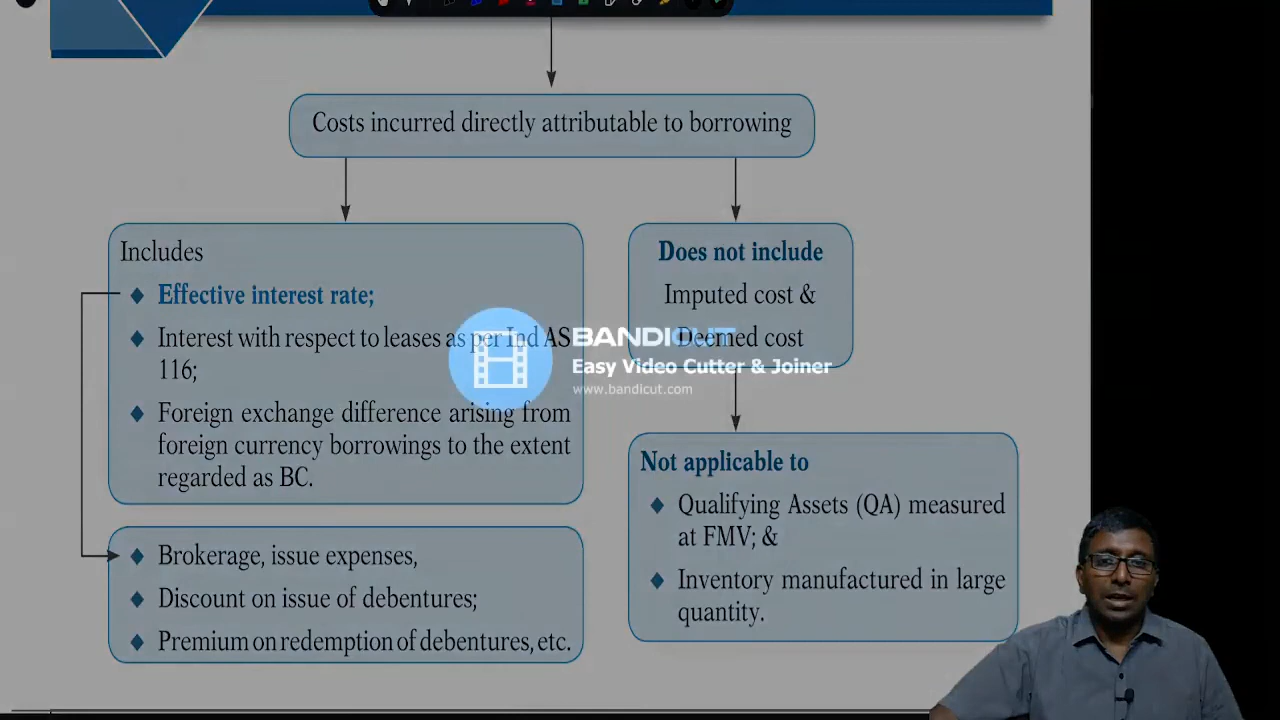 Costs incurred directly attributable to borrowing
Includes
◆ Effective interest rate;
◆ Interest with respect to leases as per Ind AS
116;
◆ Foreign exchange difference arising from
foreign currency borrowings to the extent
regarded as BC.
◆ Brokerage, issue expenses,
◆ Discount on issue of debentures;
◆ Premium on redemption of debentures, etc.
Does not include
Imputed cost &
Deemed cost
Not applicable to
◆ Qualifying Assets (QA) measured
at FMV; &
◆ Inventory manufactured in large
quantity.
BANDICUT
Easy Video Cutter & Joiner
www.bandicut.com